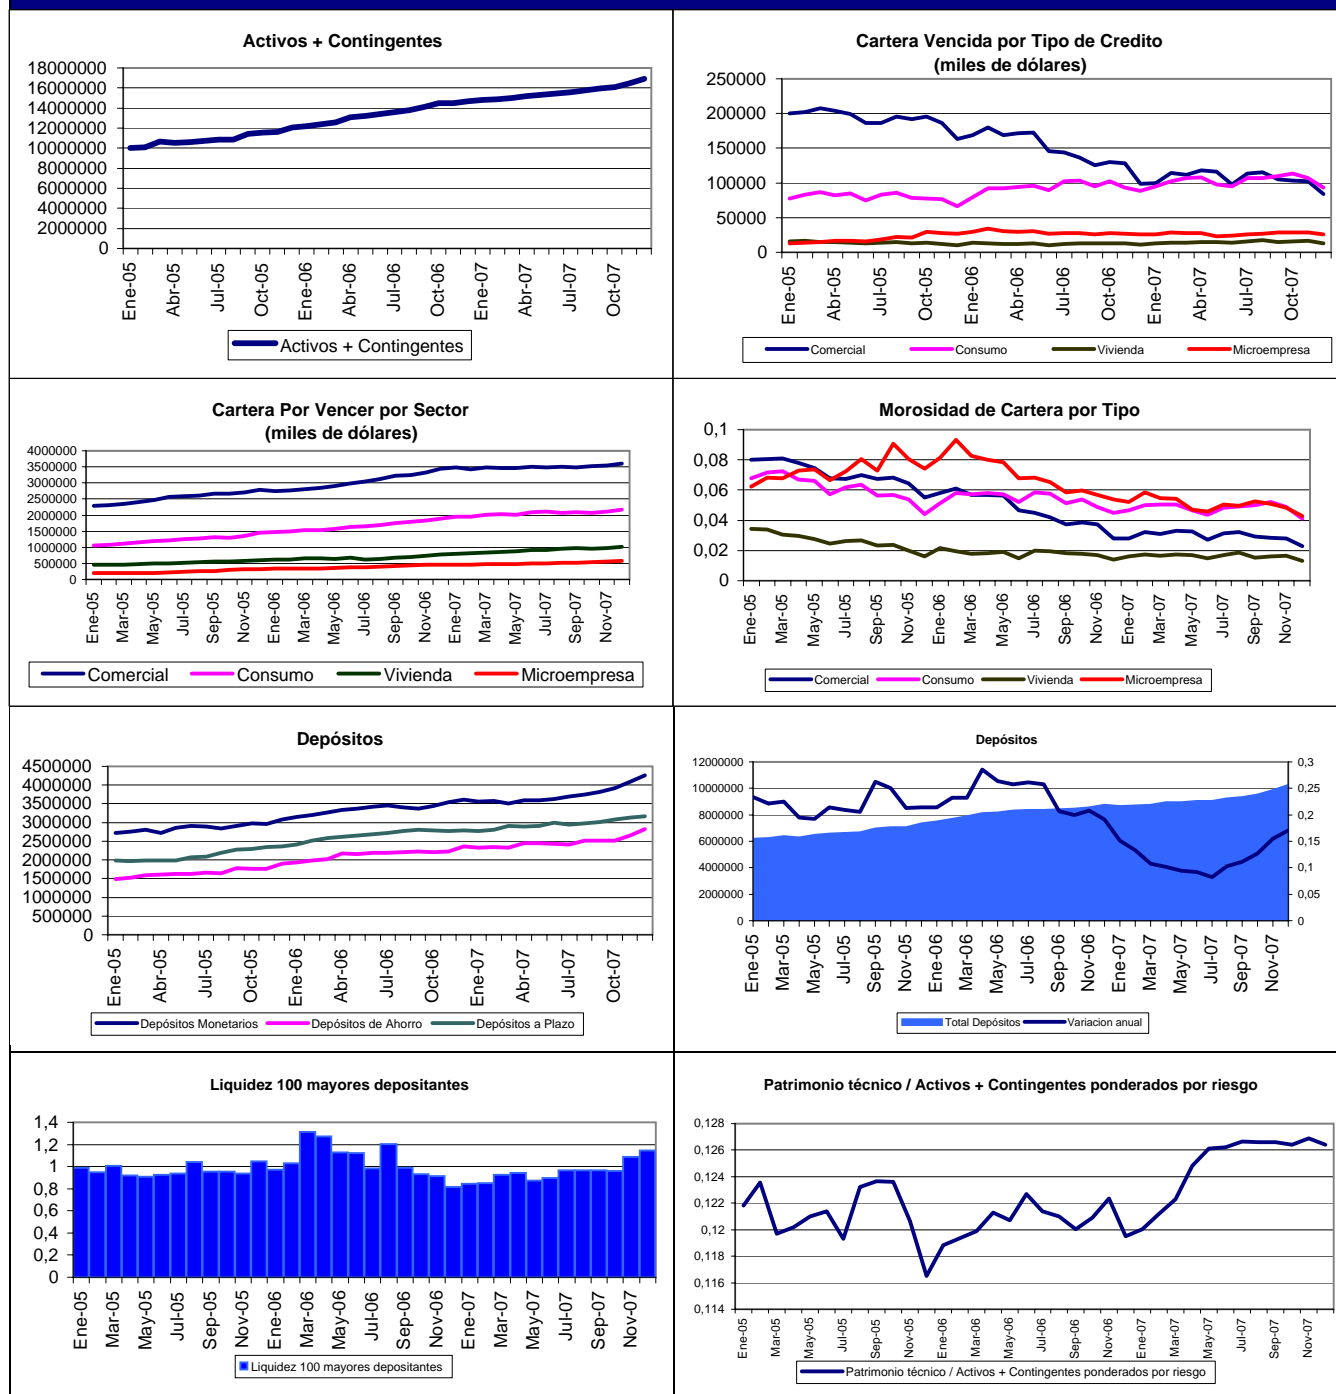 Activos + Contingentes
18000000
16000000
14000000
12000000
10000000
8000000
6000000
4000000
2000000
0
Ene-05
Abr-05
Jul-05
Oct-05
Ene-06
Abr-06
Jul-06
Oct-06
Ene-07
Abr-07
Jul-07
Oct-07
Activos + Contingentes
Cartera Vencida por Tipo de Credito
(miles de dólares)
250000
200000
150000
100000
50000
0
Ene-05
Abr-05
Jul-05
Oct-05
Ene-06
Abr-06
Jul-06
Oct-06
Ene-07
Abr-07
Jul-07
Oct-07
Comercial Consumo Vivienda Microempresa
Cartera Por Vencer por Sector
(miles de dólares)
4000000
3500000
3000000
2500000
2000000
1500000
1000000
500000
0
Ene-05
Mar-05
May-05
Jul-05
Sep-05
Nov-05
Ene-06
Mar-06
May-06
Jul-06
Sep-06
Nov-06
Ene-07
Mar-07
May-07
Jul-07
Sep-07
Nov-07
Comercial Consumo Vivienda Microempresa
Morosidad de Cartera por Tipo
0,1
0,08
0,06
0,04
0,02
0
Ene-05
Mar-05
May-05
Jul-05
Sep-05
Nov-05
Ene-06
Mar-06
May-06
Jul-06
Sep-06
Nov-06
Ene-07
Mar-07
May-07
Jul-07
Sep-07
Nov-07
Comercial Consumo Vivienda Microempresa
Depósitos
4500000
4000000
3500000
3000000
2500000
2000000
1500000
1000000
500000
0
Ene-05
Abr-05
Jul-05
Oct-05
Ene-06
Abr-06
Jul-06
Oct-06
Ene-07
Abr-07
Jul-07
Oct-07
Depósitos Monetarios Depósitos de Ahorro Depósitos a Plazo
Depósitos
12000000
10000000
8000000
6000000
4000000
2000000
0
0,3
0,25
0,2
0,15
0,1
0,05
0
Ene-05
Mar-05
May-05
Jul-05
Sep-05
Nov-05
Ene-06
Mar-06
May-06
Jul-06
Sep-06
Nov-06
Ene-07
Mar-07
May-07
Jul-07
Sep-07
Nov-07
Total Depósitos Variacion anual
Liquidez 100 mayores depositantes
1,4
1,2
1
0,8
0,6
0,4
0,2
0
Ene-05
Mar-05
May-05
Jul-05
Sep-05
Nov-05
Ene-06
Mar-06
May-06
Jul-06
Sep-06
Nov-06
Ene-07
Mar-07
May-07
Jul-07
Sep-07
Nov-07
Liquidez 100 mayores depositantes
Patrimonio técnico / Activos + Contingentes ponderados por riesgo
0,128
0,126
0,124
0,122
0,12
0,118
0,116
0,114
Ene-05
Mar-05
May-05
Jul-05
Sep-05
Nov-05
Ene-06
Mar-06
May-06
Jul-06
Sep-06
Nov-06
Ene-07
Mar-07
May-07
Jul-07
Sep-07
Nov-07
Patrimonio técnico / Activos + Contingentes ponderados por riesgo